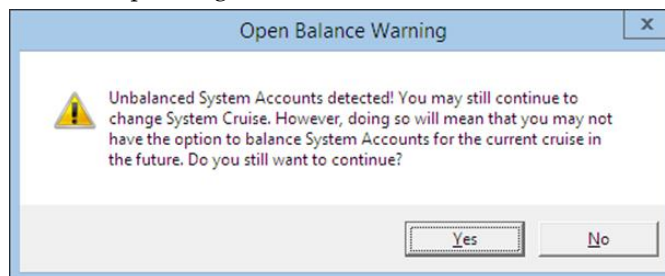 Open Balance Warning
x
Unbalanced System Accounts detected! You may still continue to
change System Cruise. However, doing so will mean that you may not
have the option to balance System Accounts for the current cruise in
the future. Do you still want to continue?
Yes
No